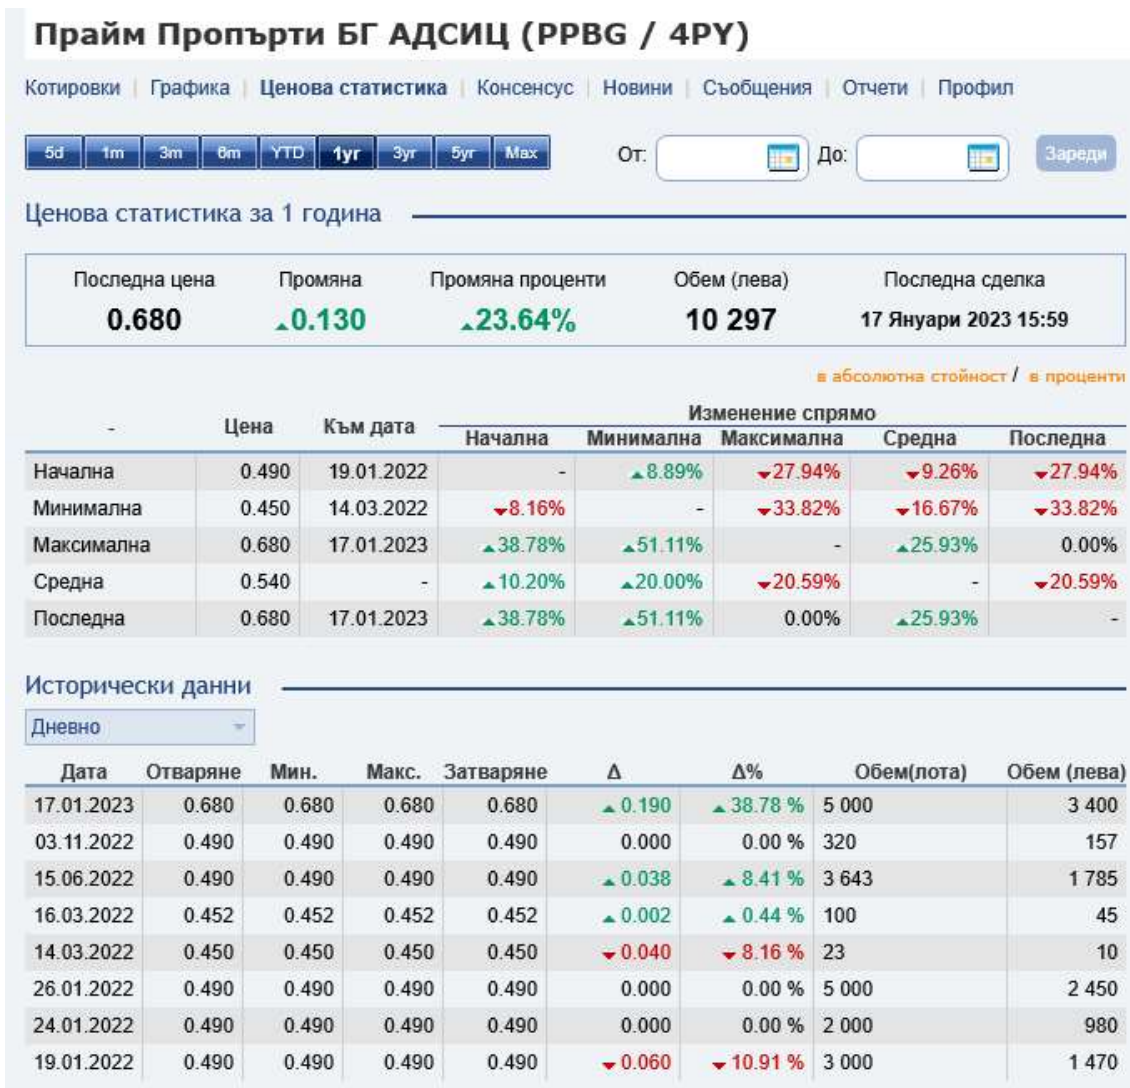 Прайм Пропърти БГ АДСИЦ (PPBG / 4PY)
Котировки | Графика | Ценова статистика | Консенсус | Новини | Съобщения | Отчети | Профил
5d 1m 3m 6m YTD 1yr 3yr 5yr Max От: До: Зареди
Ценова статистика за 1 година
Последна цена Промяна Промяна проценти Обем (лева) Последна сделка
0.680 ▲0.130 ▲23.64% 10 297 17 Януари 2023 15:59
в абсолютна стойност / в проценти
- Цена Към дата Изменение спрямо
Начална Минимална Максимална Средна Последна
Начална 0.490 19.01.2022 - ▲8.89% ▼27.94% ▼9.26% ▼27.94%
Минимална 0.450 14.03.2022 ▼8.16% - ▼33.82% ▼16.67% ▼33.82%
Максимална 0.680 17.01.2023 ▲38.78% ▲51.11% - ▲25.93% 0.00%
Средна 0.540 - ▲10.20% ▲20.00% ▼20.59% - ▼20.59%
Последна 0.680 17.01.2023 ▲38.78% ▲51.11% 0.00% ▲25.93% -
Исторически данни
Дневно
Дата Отваряне Мин. Макс. Затваряне Δ Δ% Обем(лота) Обем (лева)
17.01.2023 0.680 0.680 0.680 0.680 ▲ 0.190 ▲ 38.78 % 5 000 3 400
03.11.2022 0.490 0.490 0.490 0.490 0.000 0.00 % 320 157
15.06.2022 0.490 0.490 0.490 0.490 ▲ 0.038 ▲ 8.41 % 3 643 1 785
16.03.2022 0.452 0.452 0.452 0.452 ▲ 0.002 ▲ 0.44 % 100 45
14.03.2022 0.450 0.450 0.450 0.450 ▼ 0.040 ▼ 8.16 % 23 10
26.01.2022 0.490 0.490 0.490 0.490 0.000 0.00 % 5 000 2 450
24.01.2022 0.490 0.490 0.490 0.490 0.000 0.00 % 2 000 980
19.01.2022 0.490 0.490 0.490 0.490 ▼ 0.060 ▼ 10.91 % 3 000 1 470